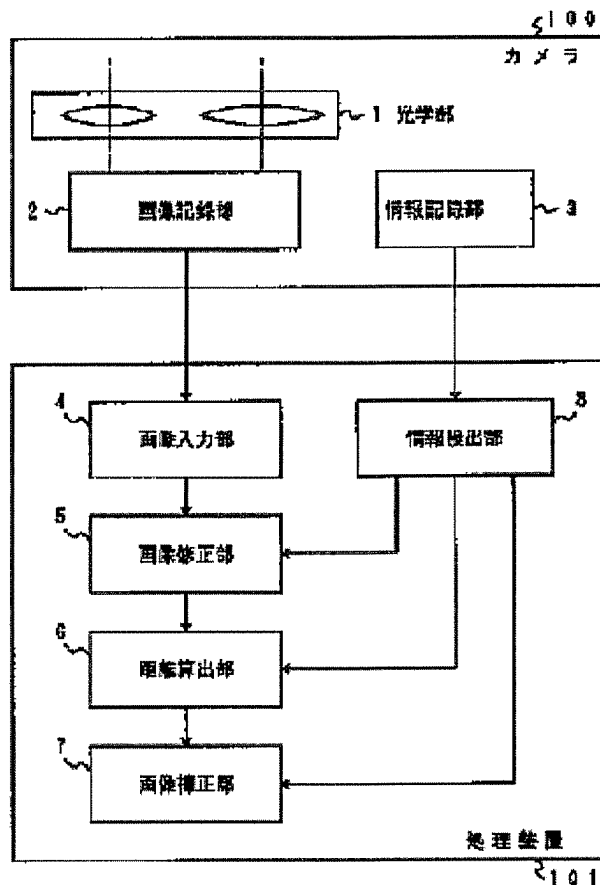 100
カメラ
1 光学部
2
画像記録部
情報記録部
3
4
画像入力部
情報検出部
8
5
画像修正部
6
距離算出部
7
画像補正部
処理装置
101